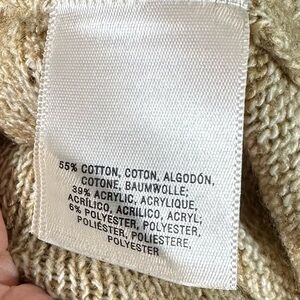 55% COTTON, COTON, ALGODÓN,
COTONE, BAUMWOLLE;
39% ACRYLIC, ACRYLIQUE,
ACRÍLICO, ACRILICO, ACRYL;
6% POLYESTER, POLYESTER,
POLIÉSTER, POLIESTERE,
POLYESTER